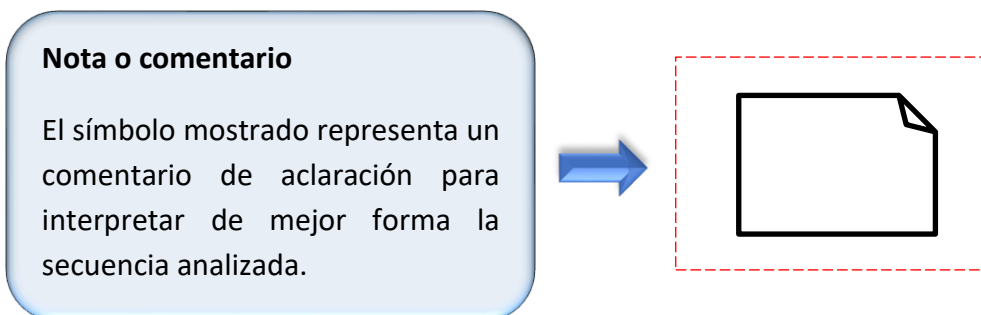 Nota o comentario
El símbolo mostrado representa un
comentario de aclaración para
interpretar de mejor forma la
secuencia analizada.